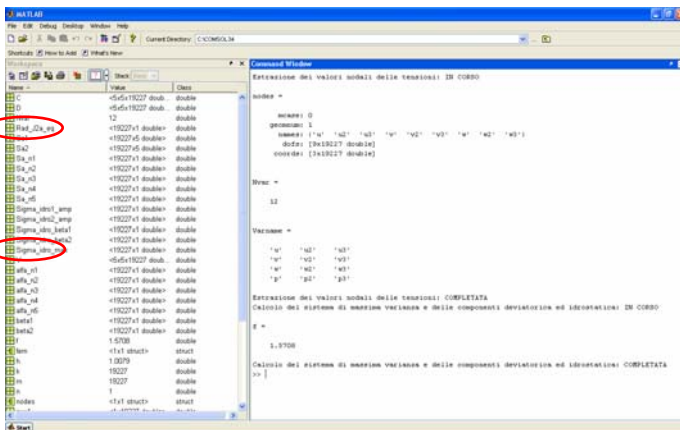 MATLAB
File Edit Debug Desktop Window Help
Current Directory: C:\COMSOL34
Shortcuts How to Add What's New
Workspace
Stack:
Name Value Class
C <5x5x19227 doub... double
D <5x5x19227 doub... double
12 double
Rad_J2a_eq <19227x1 double> double
<19227x5 double> double
Sa2 <19227x5 double> double
Sa_n1 <19227x1 double> double
Sa_n2 <19227x1 double> double
Sa_n3 <19227x1 double> double
Sa_n4 <19227x1 double> double
Sa_n5 <19227x1 double> double
Sigma_idro1_amp <19227x1 double> double
Sigma_idro2_amp <19227x1 double> double
Sigma_idro_beta1 <19227x1 double> double
<19227x1 double> double
Sigma_idro_max <19227x1 double> double
<5x5x19227 doub... double
alfa_n1 <19227x1 double> double
alfa_n2 <19227x1 double> double
alfa_n3 <19227x1 double> double
alfa_n4 <19227x1 double> double
alfa_n5 <19227x1 double> double
beta1 <19227x1 double> double
beta2 <19227x1 double> double
f 1.5708 double
fem <1x1 struct> struct
h 1.0079 double
k 19227 double
m 19227 double
n 1 double
nodes <1x1 struct> struct
Start
Command Window
Estrazione dei valori nodali delle tensioni: IN CORSO
nodes =
mcase: 0
geomnum: 1
names: {'u' 'u2' 'u3' 'v' 'v2' 'v3' 'w' 'w2' 'w3'}
dofs: [9x19227 double]
coords: [3x19227 double]
Nvar =
12
Varname =
'u' 'u2' 'u3'
'v' 'v2' 'v3'
'w' 'w2' 'w3'
'p' 'p2' 'p3'
Estrazione dei valori nodali delle tensioni: COMPLETATA
Calcolo del sistema di massima varianza e delle componenti deviatorica ed idrostatica: IN CORSO
f =
1.5708
Calcolo del sistema di massima varianza e delle componenti deviatorica ed idrostatica: COMPLETATA
>>